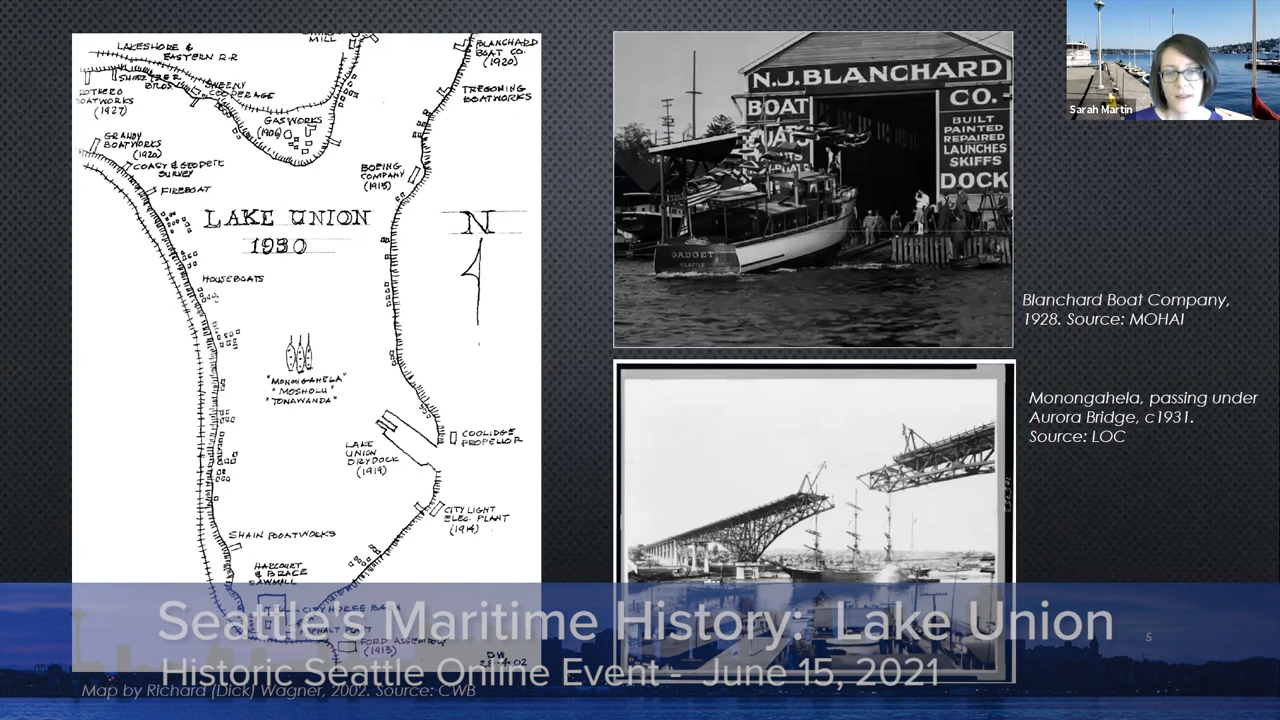 LAKESHORE &
EASTERN R.R
MILL
BLANCHARD
BOAT CO.
(1920)
BROS.
COOPERAGE
BOATWORKS
(1927)
TREGONING
BOATWORKS
GAS WORKS
(1906)
GRANDY
BOATWORKS
(1920)
COAST & GEODETIC
SURVEY
FIREBOAT
BOEING
COMPANY
(1915)
LAKE UNION
1930
N
HOUSEBOATS
"MONONGAHELA"
"MOSHOLU"
"TONAWANDA"
LAKE
UNION
DRYDOCK
(1919)
COOLIDGE
PROPELLOR
CITY LIGHT
ELEC. PLANT
(1914)
SHAIN BOATWORKS
HARCOURT
& BRACE
SAWMILL
CITY HORSE BARN
ASPHALT PLANT
FORD ASSEMBLY
(1913)
DW
Map by Richard (Dick) Wagner, 2002. Source: CWB
N.J.BLANCHARD
BOAT
CO.
BUILT
PAINTED
REPAIRED
LAUNCHES
SKIFFS
DOCK
GADGET
SEATTLE
Blanchard Boat Company,
1928. Source: MOHAI
Monongahela, passing under
Aurora Bridge, c1931.
Source: LOC
Sarah Martin
Seattle's Maritime History: Lake Union
Historic Seattle Online Event - June 15, 2021
5